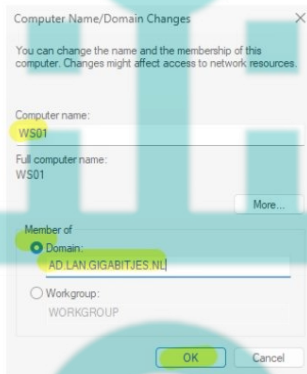 Computer Name/Domain Changes
You can change the name and the membership of this
computer. Changes might affect access to network resources.
Computer name:
WS01
Full computer name:
WS01
More...
Member of
Domain:
AD.LAN.GIGABITJES.NL
Workgroup:
WORKGROUP
OK Cancel